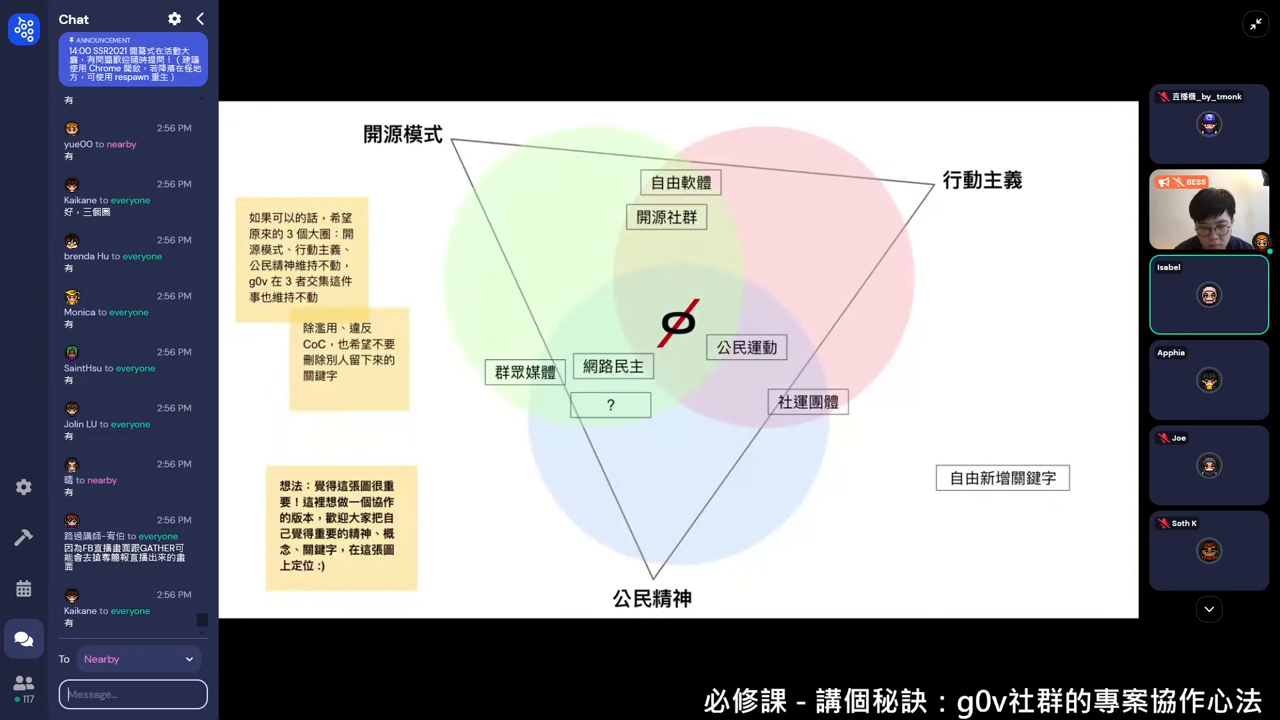 Chat
ANNOUNCEMENT
14:00 SSR2021 開幕式在活動大
廳，有問題歡迎隨時提問！（建議
使用 Chrome 開啟，若降落在怪地
方，可使用 respawn 重生）
有
2:56 PM
yue00 to nearby
有
2:56 PM
Kaikane to everyone
好，三個圈
2:56 PM
brenda Hu to everyone
有
2:56 PM
Monica to everyone
有
2:56 PM
SaintHsu to everyone
有
2:56 PM
Jolin LU to everyone
有
2:56 PM
晴 to nearby
有
2:56 PM
路過講師-宥伯 to everyone
因為FB直播畫面跟GATHER可
能會去搶奪簡報直播出來的畫
面
2:56 PM
Kaikane to everyone
有
To Nearby
Message...
117
開源模式
行動主義
公民精神
自由軟體
開源社群
公民運動
網路民主
群眾媒體
?
社運團體
自由新增關鍵字
如果可以的話，希望
原來的 3 個大圈：開
源模式、行動主義、
公民精神維持不動，
g0v 在 3 者交集這件
事也維持不動
除濫用、違反
CoC，也希望不要
刪除別人留下來的
關鍵字
想法：覺得這張圖很重
要！這裡想做一個協作
的版本，歡迎大家把自
己覺得重要的精神、概
念、關鍵字，在這張圖
上定位 :)
直播機_by_tmonk
BESS
Isabel
Apphia
Joe
Soth K
必修課 - 講個秘訣：g0v社群的專案協作心法